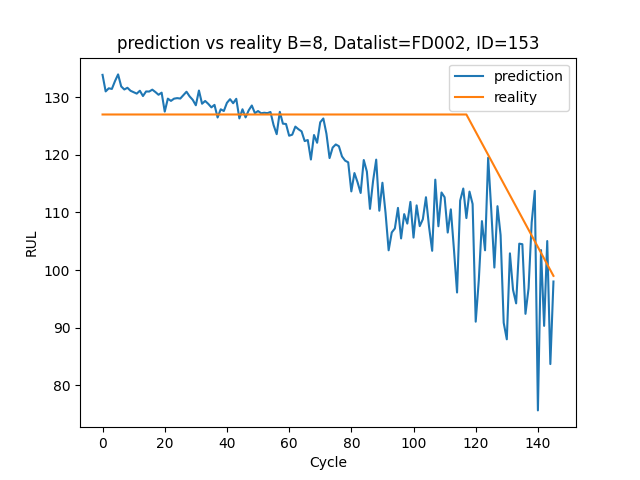 prediction vs reality B=8, Datalist=FD002, ID=153
prediction
reality
RUL
130
120
110
100
90
80
0 20 40 60 80 100 120 140
Cycle